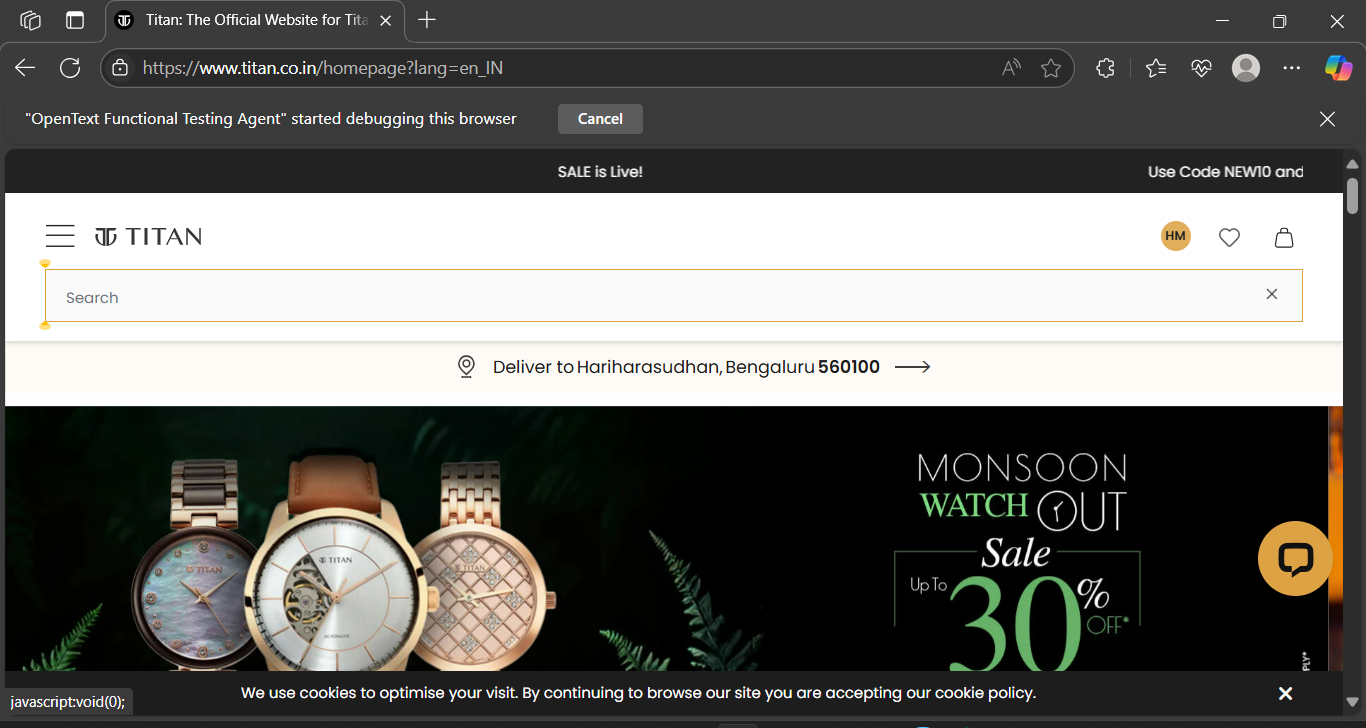 Titan: The Official Website for Tita
https://www.titan.co.in/homepage?lang=en_IN
"OpenText Functional Testing Agent" started debugging this browser
Cancel
SALE is Live!
Use Code NEW10 and
TITAN
HM
Search
Deliver to Hariharasudhan, Bengaluru 560100
MONSOON
WATCH OUT
Sale
Up To
30% OFF*
TITAN
TITAN
TITAN
AUTOMATIC
PLY*
We use cookies to optimise your visit. By continuing to browse our site you are accepting our cookie policy.
javascript:void(0);